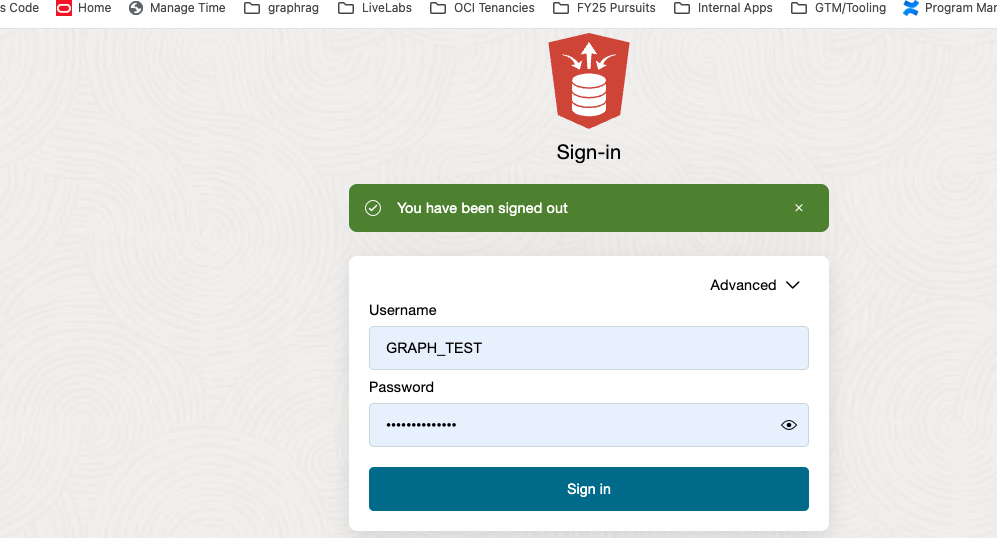 s Code Home Manage Time graphrag LiveLabs OCI Tenancies FY25 Pursuits Internal Apps GTM/Tooling Program Mar
Sign-in
You have been signed out
Advanced
Username
GRAPH_TEST
Password
Sign in